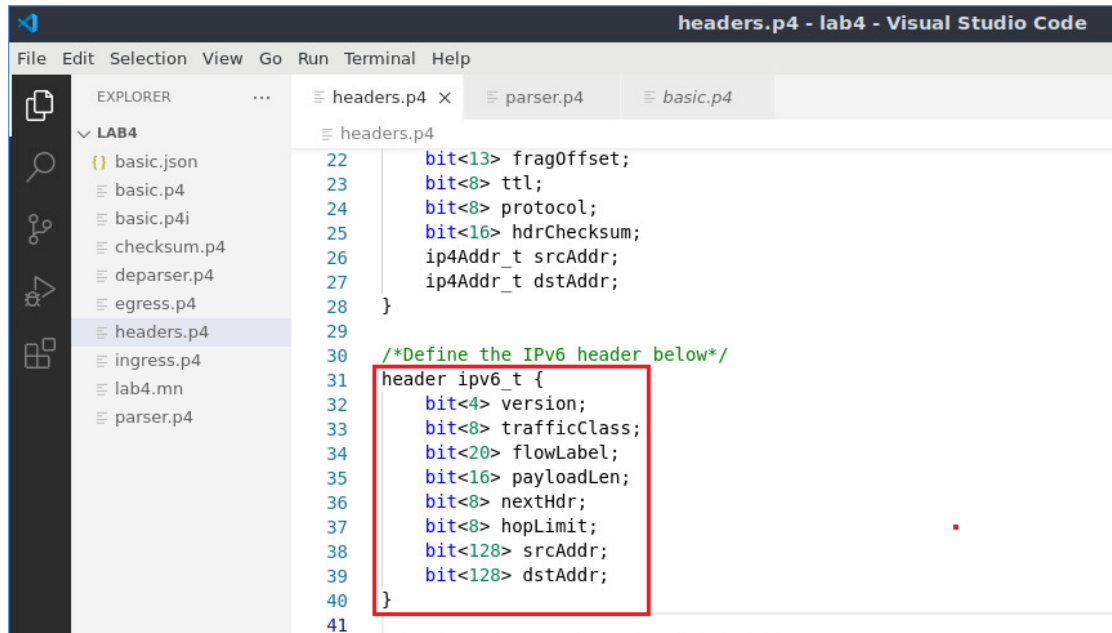 headers.p4 - lab4 - Visual Studio Code
File Edit Selection View Go Run Terminal Help
EXPLORER ...
headers.p4 × parser.p4 basic.p4
LAB4
headers.p4
{} basic.json
basic.p4
basic.p4i
checksum.p4
deparser.p4
egress.p4
headers.p4
ingress.p4
lab4.mn
parser.p4
22 bit<13> fragOffset;
23 bit<8> ttl;
24 bit<8> protocol;
25 bit<16> hdrChecksum;
26 ip4Addr_t srcAddr;
27 ip4Addr_t dstAddr;
28 }
29
30 /*Define the IPv6 header below*/
31 header ipv6_t {
32 bit<4> version;
33 bit<8> trafficClass;
34 bit<20> flowLabel;
35 bit<16> payloadLen;
36 bit<8> nextHdr;
37 bit<8> hopLimit;
38 bit<128> srcAddr;
39 bit<128> dstAddr;
40 }
41